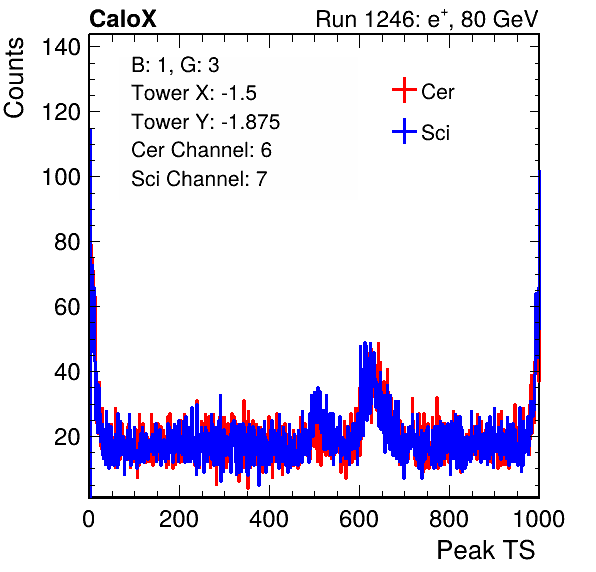 CaloX Run 1246: e+, 80 GeV
Counts
140
120
100
80
60
40
20
B: 1, G: 3
Tower X: -1.5
Tower Y: -1.875
Cer Channel: 6
Sci Channel: 7
Cer
Sci
0 200 400 600 800 1000
Peak TS